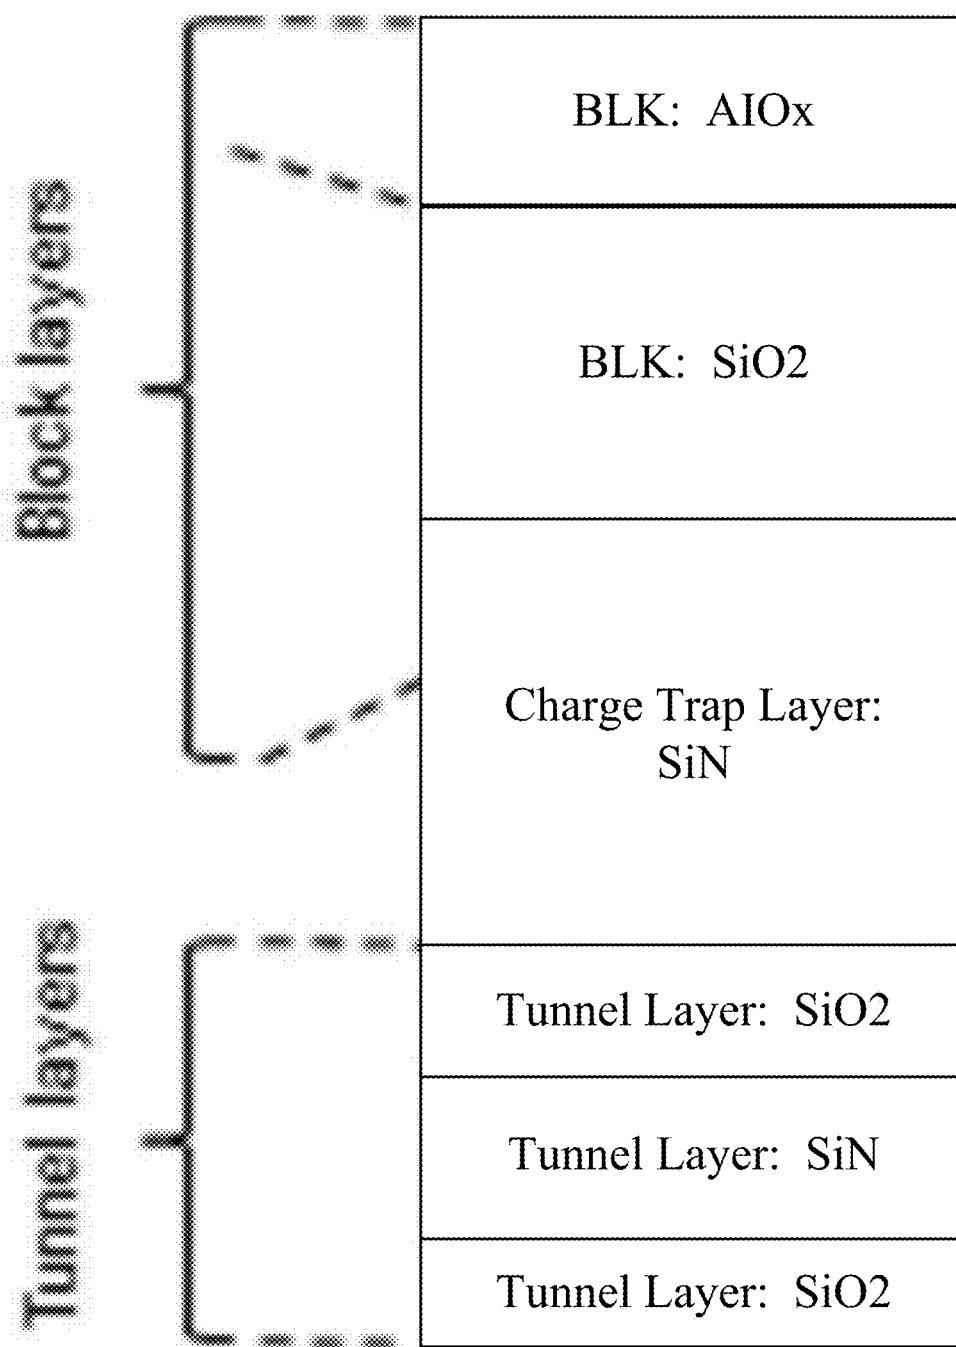 Block layers
BLK: AlOx
BLK: SiO2
Charge Trap Layer:
SiN
Tunnel layers
Tunnel Layer: SiO2
Tunnel Layer: SiN
Tunnel Layer: SiO2